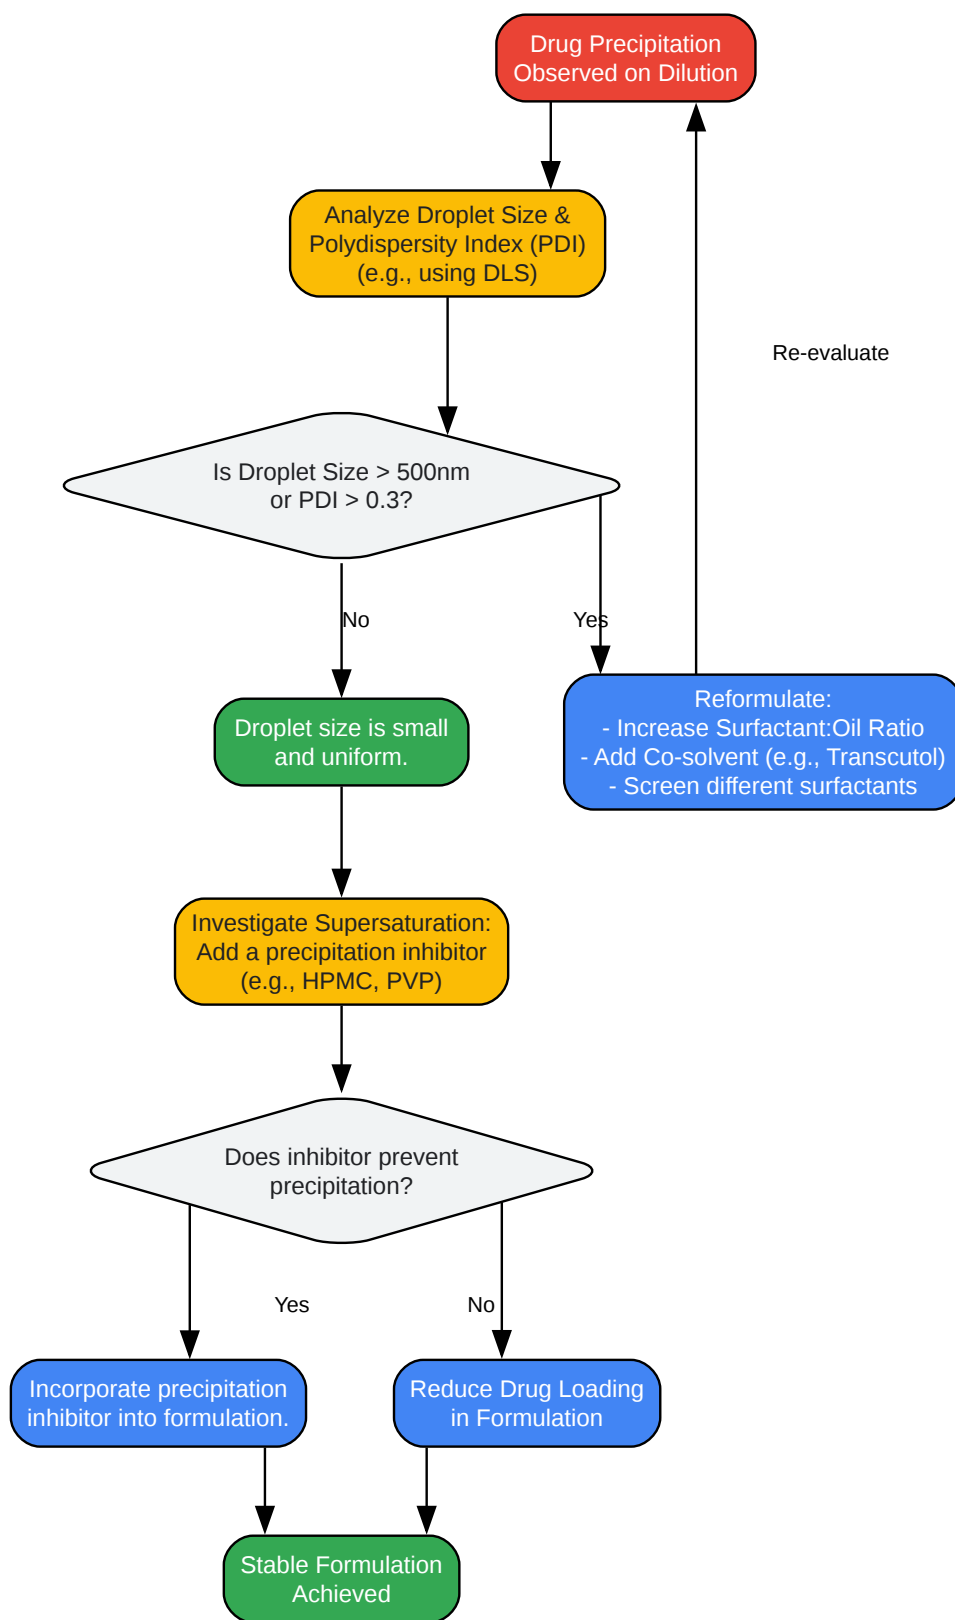 Drug Precipitation
Observed on Dilution
Analyze Droplet Size &
Polydispersity Index (PDI)
(e.g., using DLS)
Re-evaluate
Is Droplet Size > 500nm
or PDI > 0.3?
No
Yes
Droplet size is small
and uniform.
Reformulate:
- Increase Surfactant:Oil Ratio
- Add Co-solvent (e.g., Transcutol)
- Screen different surfactants
Investigate Supersaturation:
Add a precipitation inhibitor
(e.g., HPMC, PVP)
Does inhibitor prevent
precipitation?
Yes
No
Incorporate precipitation
inhibitor into formulation.
Reduce Drug Loading
in Formulation
Stable Formulation
Achieved